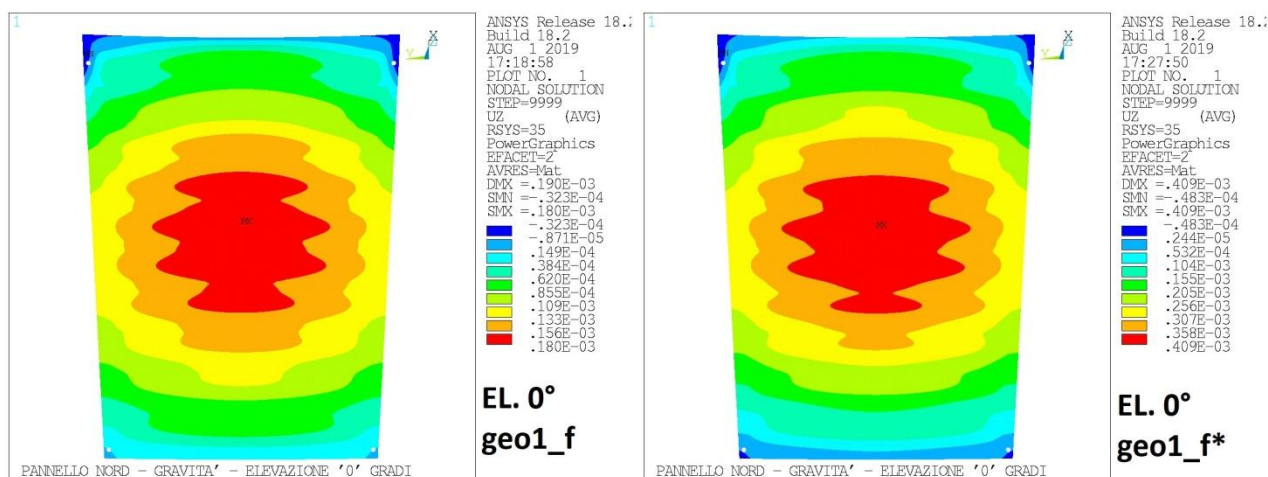 1
ANSYS Release 18.2
Build 18.2
AUG 1 2019
17:18:58
PLOT NO. 1
NODAL SOLUTION
STEP=9999
UZ (AVG)
RSYS=35
PowerGraphics
EFACET=2
AVRES=Mat
DMX =.190E-03
SMN =-.323E-04
SMX =.180E-03
-.323E-04
-.871E-05
.149E-04
.384E-04
.620E-04
.855E-04
.109E-03
.133E-03
.156E-03
.180E-03
X
Y
MX
EL. 0°
geo1_f
PANNELLO NORD - GRAVITA' - ELEVAZIONE '0' GRADI
1
ANSYS Release 18.2
Build 18.2
AUG 1 2019
17:27:50
PLOT NO. 1
NODAL SOLUTION
STEP=9999
UZ (AVG)
RSYS=35
PowerGraphics
EFACET=2
AVRES=Mat
DMX =.409E-03
SMN =-.483E-04
SMX =.409E-03
-.483E-04
.244E-05
.532E-04
.104E-03
.155E-03
.205E-03
.256E-03
.307E-03
.358E-03
.409E-03
X
Y
MX
EL. 0°
geo1_f*
PANNELLO NORD - GRAVITA' - ELEVAZIONE '0' GRADI